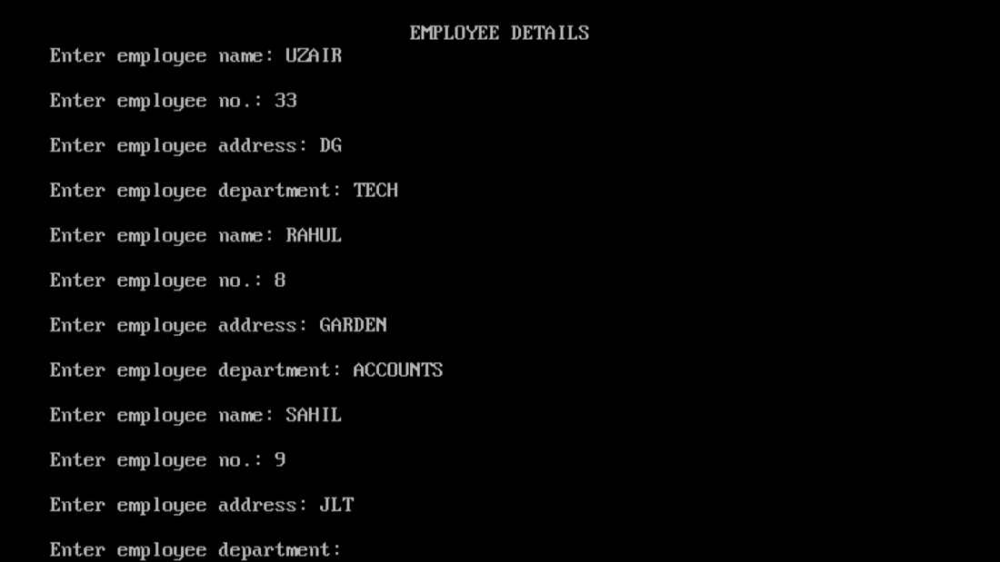 EMPLOYEE DETAILS
Enter employee name: UZAIR
Enter employee no.: 33
Enter employee address: DG
Enter employee department: TECH
Enter employee name: RAHUL
Enter employee no.: 8
Enter employee address: GARDEN
Enter employee department: ACCOUNTS
Enter employee name: SAHIL
Enter employee no.: 9
Enter employee address: JLT
Enter employee department: